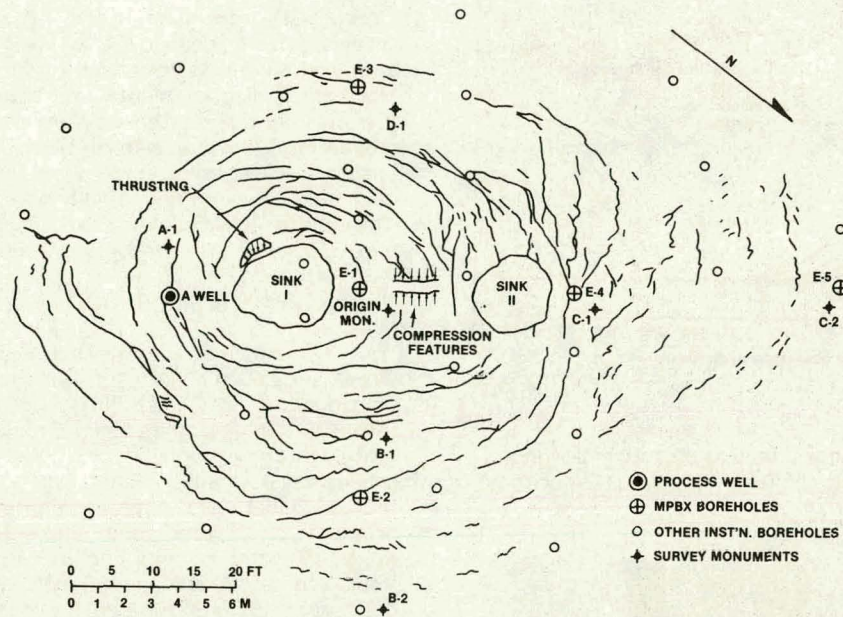 N
E-3
D-1
THRUSTING
A-1
A WELL
SINK
I
E-1
ORIGIN
MON.
COMPRESSION
FEATURES
SINK
II
E-4
C-1
E-5
C-2
B-1
E-2
B-2
PROCESS WELL
MPBX BOREHOLES
OTHER INST'N. BOREHOLES
SURVEY MONUMENTS
0 5 10 15 20 FT
0 1 2 3 4 5 6 M